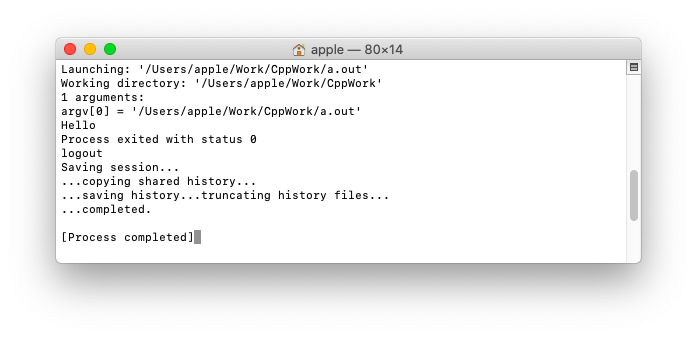 apple — 80×14
Launching: '/Users/apple/Work/CppWork/a.out'
Working directory: '/Users/apple/Work/CppWork'
1 arguments:
argv[0] = '/Users/apple/Work/CppWork/a.out'
Hello
Process exited with status 0
logout
Saving session...
...copying shared history...
...saving history...truncating history files...
...completed.
[Process completed]